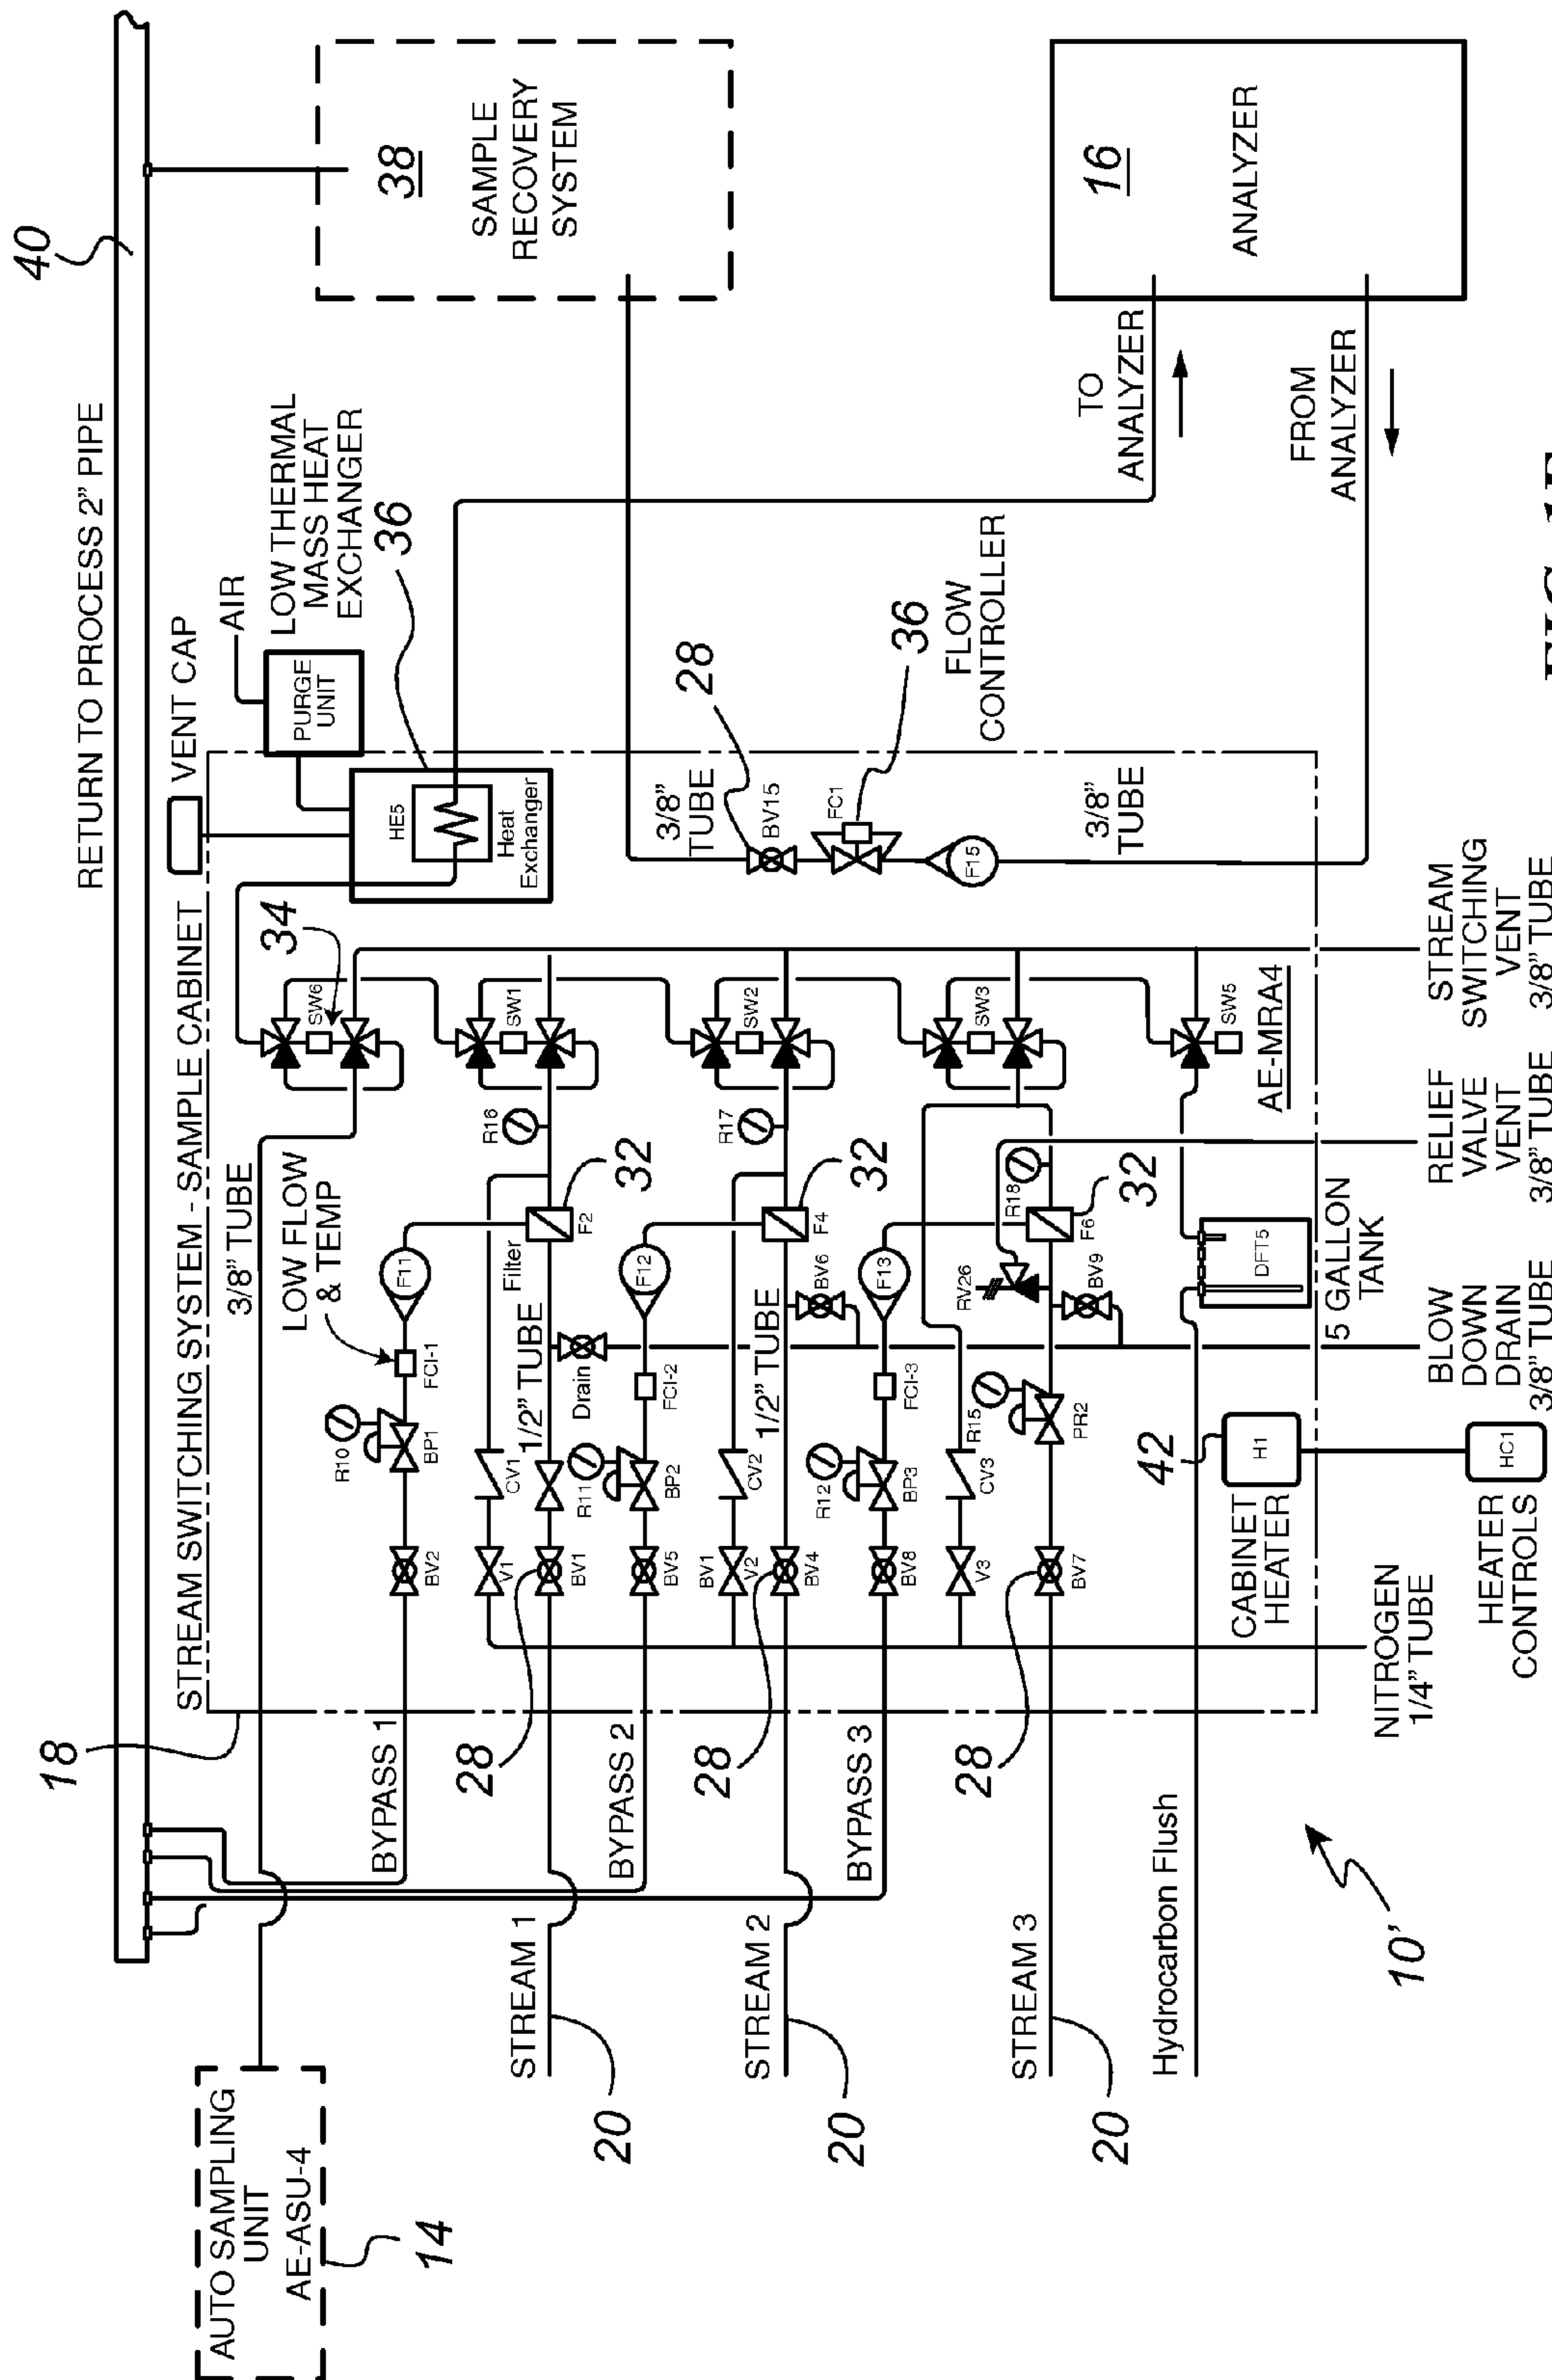 RETURN TO PROCESS 2" PIPE
40
VENT CAP
AIR
PURGE
UNIT
LOW THERMAL
MASS HEAT
EXCHANGER
36
38
SAMPLE
RECOVERY
SYSTEM
18
STREAM SWITCHING SYSTEM - SAMPLE CABINET
AUTO SAMPLING
UNIT
AE-ASU-4
14
3/8" TUBE
LOW FLOW
& TEMP
34
SW6
HE5
Heat
Exchanger
BYPASS 1
BV2
R10
BP1
FCI-1
F11
V1
CV1
R16
SW1
STREAM 1
20
28
BV1
1/2" TUBE
Filter
F2
32
Drain
BYPASS 2
BV5
R11
BP2
FCI-2
F12
BV1
V2
CV2
R17
SW2
STREAM 2
20
28
BV4
1/2" TUBE
BV6
F4
32
BYPASS 3
BV8
R12
BP3
FCI-3
F13
V3
CV3
SW3
STREAM 3
20
28
BV7
R15
PR2
RV26
BV9
R18
F6
32
Hydrocarbon Flush
DFT5
5 GALLON
TANK
SW5
AE-MRA4
3/8"
TUBE
28
BV15
FC1
36
FLOW
CONTROLLER
F15
3/8"
TUBE
TO
ANALYZER
FROM
ANALYZER
16
ANALYZER
CABINET
HEATER
42
H1
HC1
HEATER
CONTROLS
NITROGEN
1/4" TUBE
BLOW
DOWN
DRAIN
3/8" TUBE
RELIEF
VALVE
VENT
3/8" TUBE
STREAM
SWITCHING
VENT
3/8" TUBE
10'